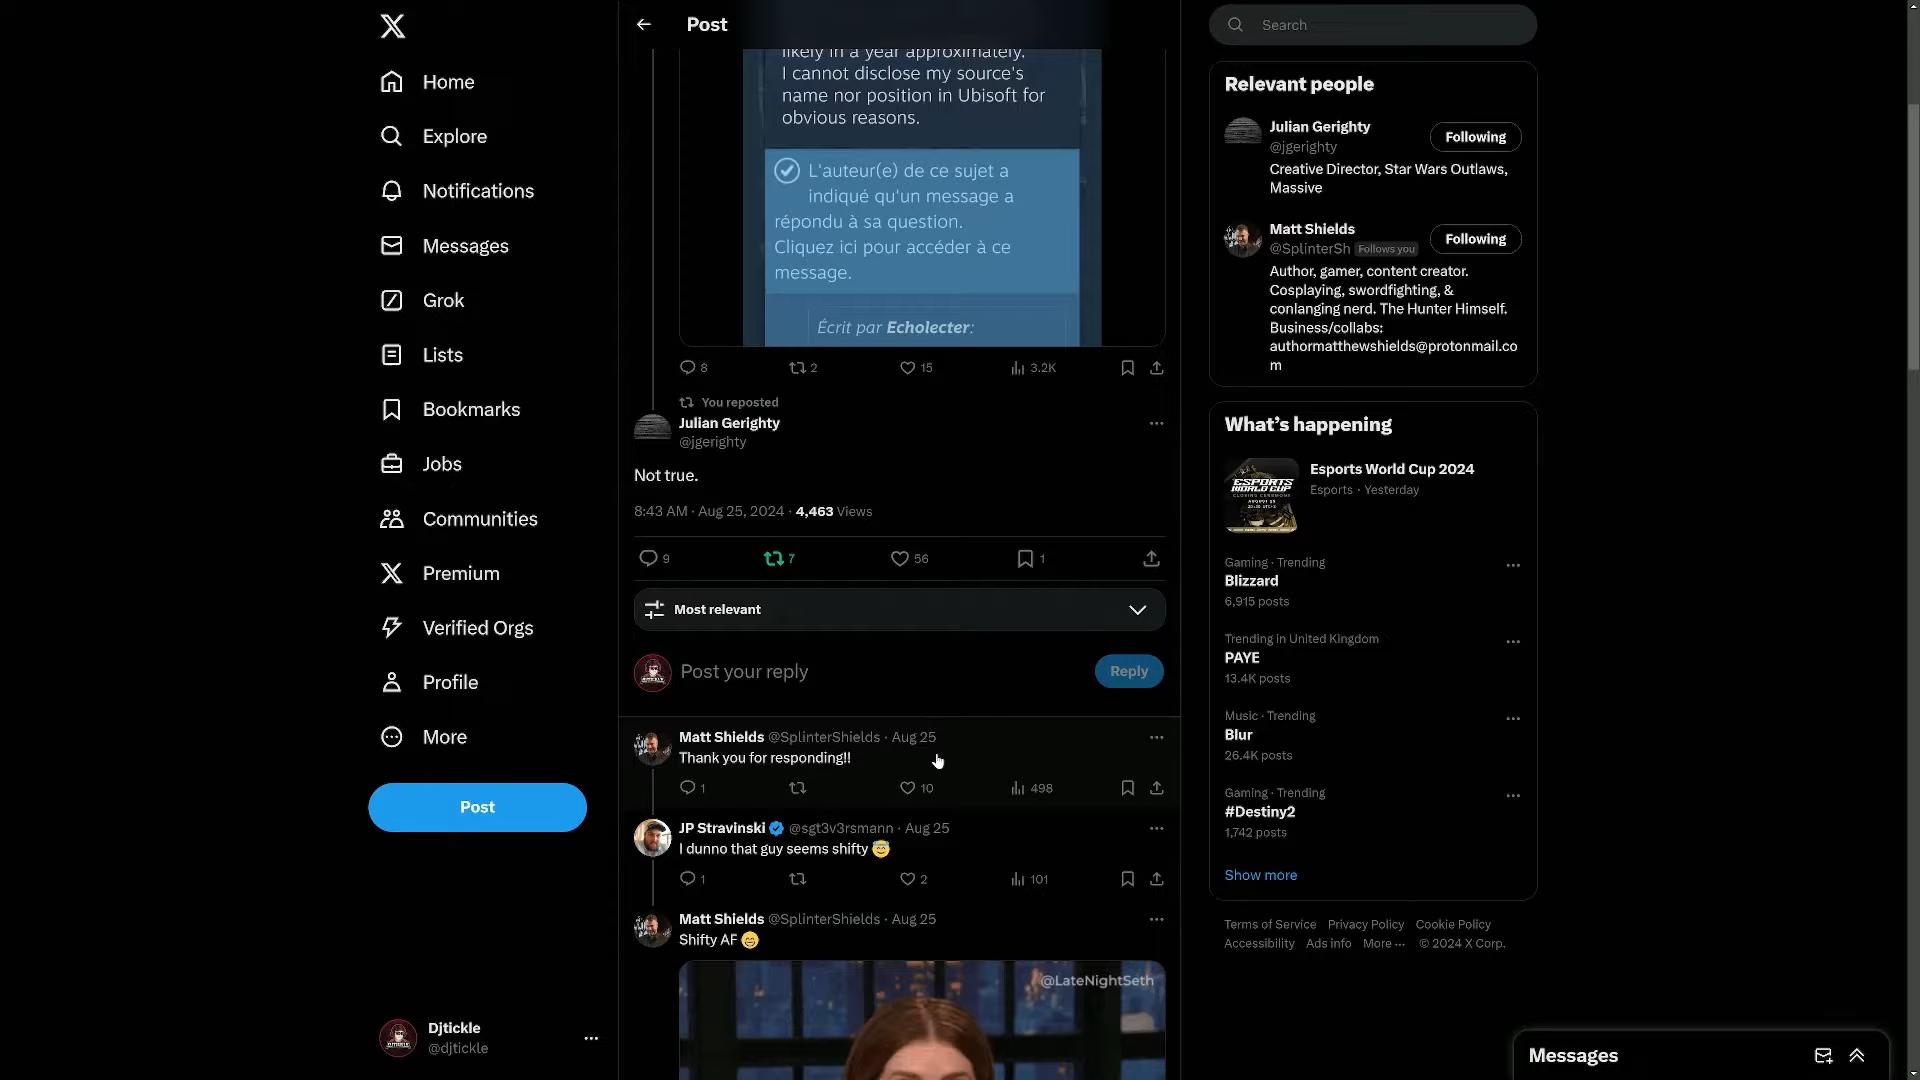 Home
Explore
Notifications
Messages
Grok
Lists
Bookmarks
Jobs
Communities
Premium
Verified Orgs
Profile
More
Post
Djtickle
@djtickle
Post
likely in a year approximately.
I cannot disclose my source's
name nor position in Ubisoft for
obvious reasons.
L'auteur(e) de ce sujet a
indiqué qu'un message a
répondu à sa question.
Cliquez ici pour accéder à ce
message.
Écrit par Echolecter:
8 2 15 3.2K
You reposted
Julian Gerighty
@jgerighty
Not true.
8:43 AM · Aug 25, 2024 · 4,463 Views
9 7 56 1
Most relevant
Post your reply
Reply
Matt Shields @SplinterShields · Aug 25
Thank you for responding!!
1 10 498
JP Stravinski @sgt3v3rsmann · Aug 25
I dunno that guy seems shifty 😇
1 2 101
Matt Shields @SplinterShields · Aug 25
Shifty AF 😄
@LateNightSeth
Search
Relevant people
Julian Gerighty
@jgerighty
Following
Creative Director, Star Wars Outlaws,
Massive
Matt Shields
@SplinterSh Follows you
Following
Author, gamer, content creator.
Cosplaying, swordfighting, &
conlanging nerd. The Hunter Himself.
Business/collabs:
authormatthewshields@protonmail.co
m
What's happening
ESPORTS
WORLD CUP
CLOSING CEREMONY
AUGUST 25
Esports World Cup 2024
Esports · Yesterday
Gaming · Trending
Blizzard
6,915 posts
Trending in United Kingdom
PAYE
13.4K posts
Music · Trending
Blur
26.4K posts
Gaming · Trending
#Destiny2
1,742 posts
Show more
Terms of Service Privacy Policy Cookie Policy
Accessibility Ads info More ··· © 2024 X Corp.
Messages